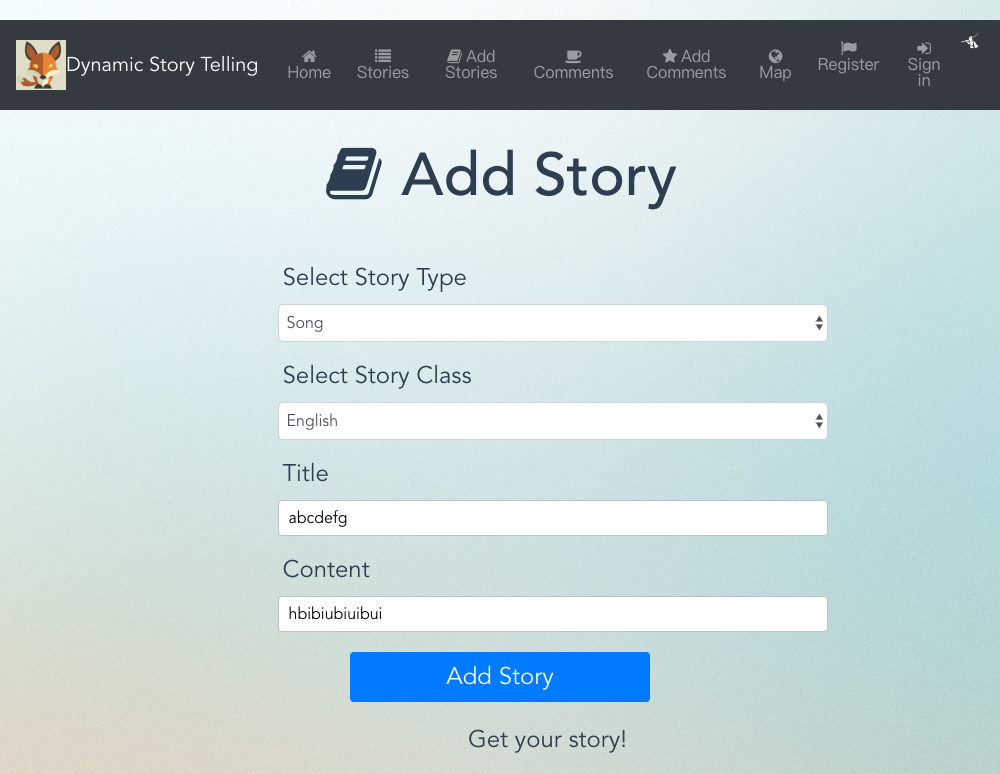 Dynamic Story Telling
Home
Stories
Add
Stories
Comments
Add
Comments
Map
Register
Sign
in
Add Story
Select Story Type
Song
Select Story Class
English
Title
abcdefg
Content
hbibiubiuibui
Add Story
Get your story!